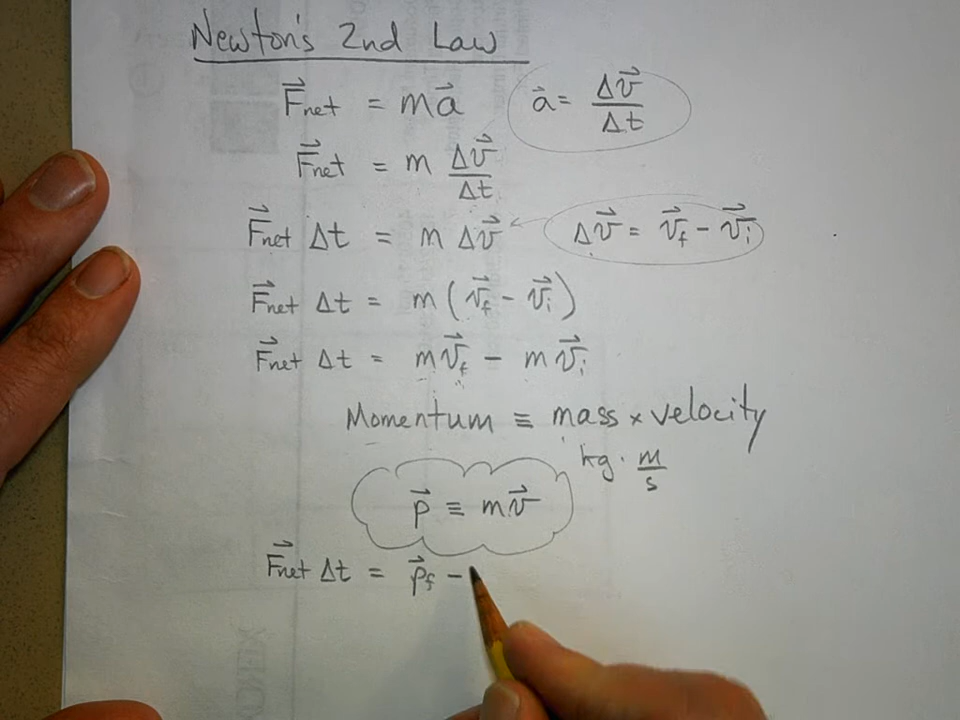 Newton's 2nd Law
F⃗net = ma⃗ a⃗ = Δv⃗/Δt
F⃗net = m Δv⃗/Δt
F⃗net Δt = m Δv⃗ ← Δv⃗ = v⃗f - v⃗i
F⃗net Δt = m (v⃗f - v⃗i)
F⃗net Δt = mv⃗f - mv⃗i
Momentum ≡ mass × velocity
kg · m/s
p⃗ ≡ mv⃗
F⃗net Δt = p⃗f -